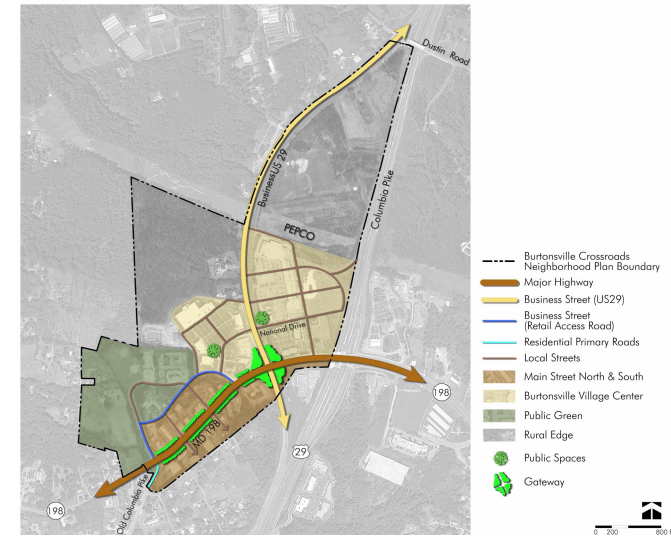 Dustin Road
Business US 29
Columbia Pike
PEPCO
National Drive
MD 198
198
29
Old Columbia Pike
198
Burtonsville Crossroads
Neighborhood Plan Boundary
Major Highway
Business Street (US29)
Business Street
(Retail Access Road)
Residential Primary Roads
Local Streets
Main Street North & South
Burtonsville Village Center
Public Green
Rural Edge
Public Spaces
Gateway
0 200 800 f